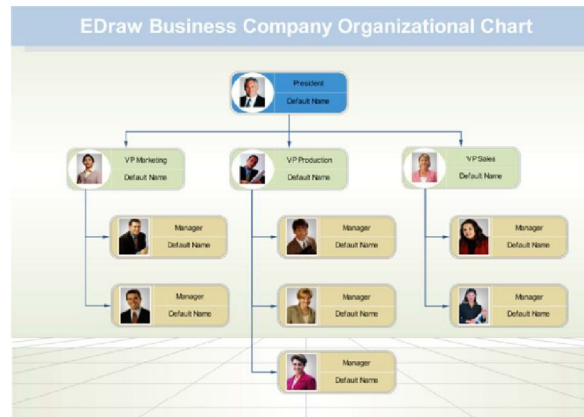 EDraw Business Company Organizational Chart
President
Default Name
VP Marketing
Default Name
VP Production
Default Name
VP Sales
Default Name
Manager
Default Name
Manager
Default Name
Manager
Default Name
Manager
Default Name
Manager
Default Name
Manager
Default Name
Manager
Default Name